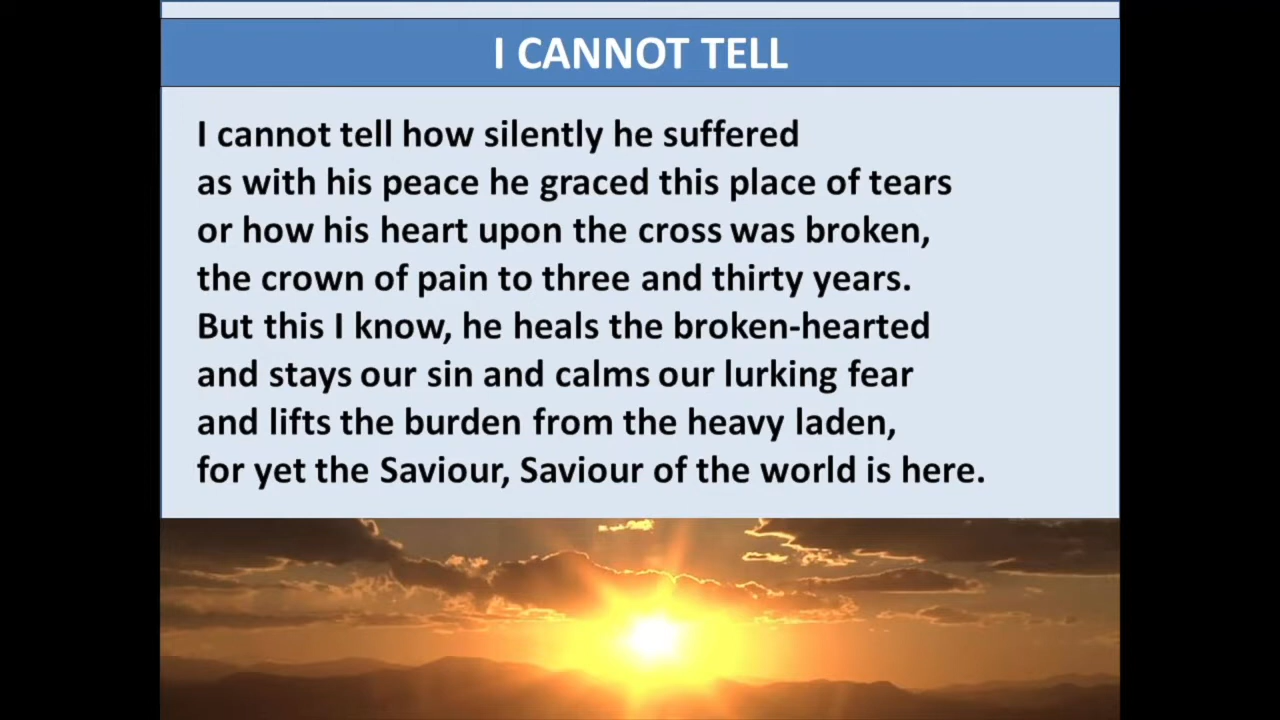 I CANNOT TELL
I cannot tell how silently he suffered
as with his peace he graced this place of tears
or how his heart upon the cross was broken,
the crown of pain to three and thirty years.
But this I know, he heals the broken-hearted
and stays our sin and calms our lurking fear
and lifts the burden from the heavy laden,
for yet the Saviour, Saviour of the world is here.